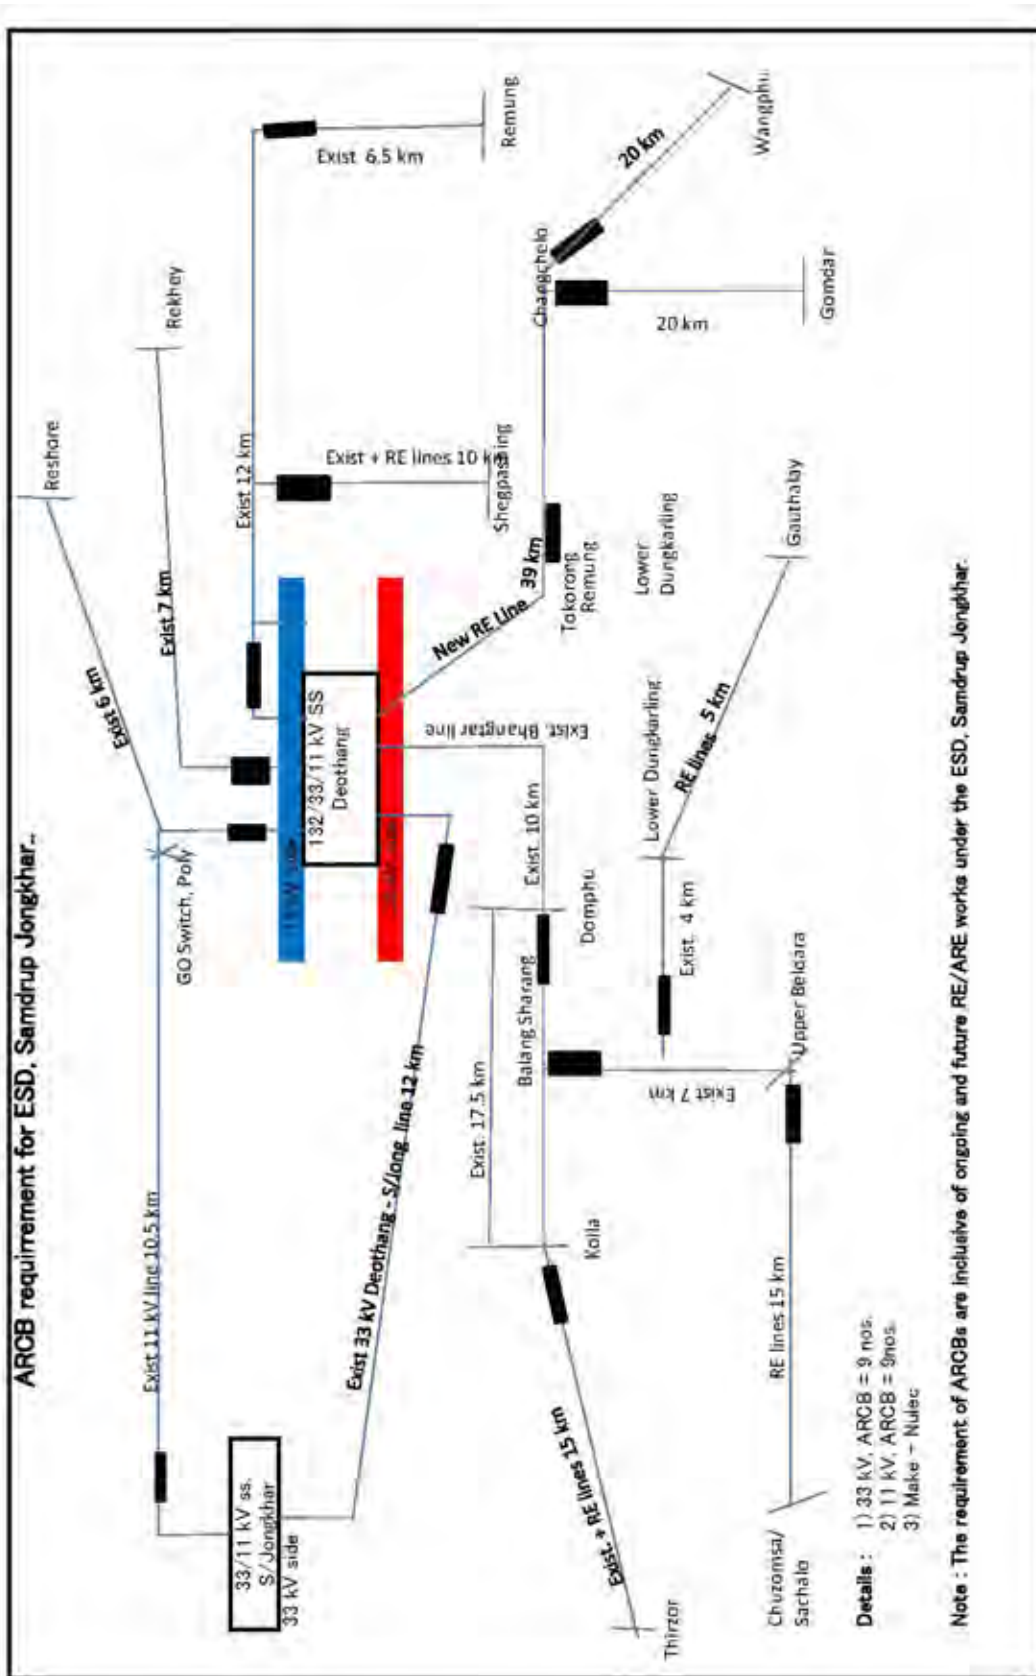 ARCB requirrement for ESD, Samdrup Jongkhar..
Reshore
Rekhey
Exist 6 km
Exist 7 km
Exist 11 kV line 10.5 km
GO Switch, Poly
Exist 12 km
Exist 6.5 km
Remung
33/11 kV ss.
S/Jongkhar
33 kV side
132/33/11 kV SS
Deothang
Exist + RE lines 10 km
Shegpashing
Exist 33 kV Deothang - S/Jong line 12 km
Exist. Bhangtar line
New RE Line 39 km
Tokorong
Remung
Changchelo
20 km
Wangphu
20 km
Gomdar
Exist. 17.5 km
Exist. 10 km
Balang Sharang
Domphu
Kolla
Exist. + RE lines 15 km
Thirzor
Lower
Dungkarling
Lower Dungkarling
Exist. 4 km
RE lines 5 km
Gauthalay
Exist 7 km
Upper Beldara
RE lines 15 km
Chuzomsa/
Sachalo
Details : 1) 33 kV, ARCB = 9 nos.
2) 11 kV, ARCB = 9nos.
3) Make - Nulec
Note : The requirement of ARCBs are inclusive of ongoing and future RE/ARE works under the ESD, Samdrup Jongkhar.